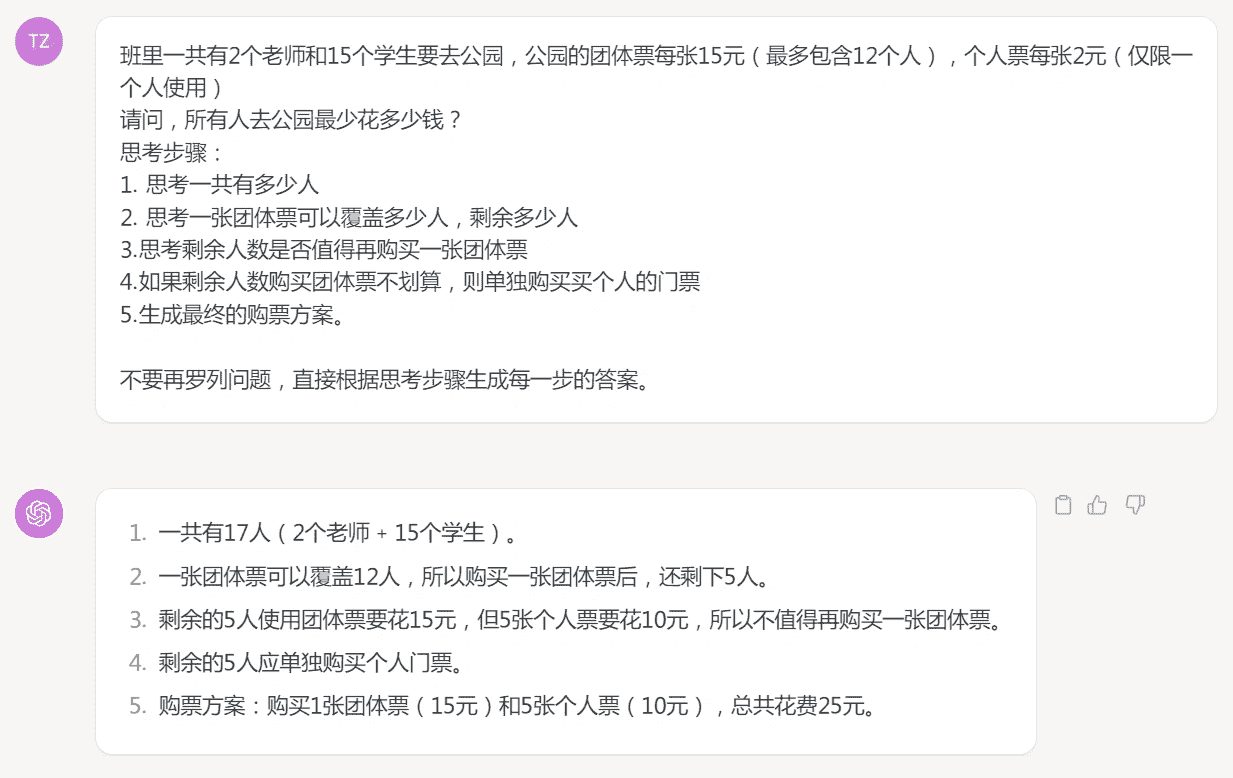 TZ
班里一共有2个老师和15个学生要去公园，公园的团体票每张15元（最多包含12个人），个人票每张2元（仅限一
个人使用）
请问，所有人去公园最少花多少钱？
思考步骤：
1. 思考一共有多少人
2. 思考一张团体票可以覆盖多少人，剩余多少人
3.思考剩余人数是否值得再购买一张团体票
4.如果剩余人数购买团体票不划算，则单独购买买个人的门票
5.生成最终的购票方案。
不要再罗列问题，直接根据思考步骤生成每一步的答案。
1. 一共有17人（2个老师 + 15个学生）。
2. 一张团体票可以覆盖12人，所以购买一张团体票后，还剩下5人。
3. 剩余的5人使用团体票要花15元，但5张个人票要花10元，所以不值得再购买一张团体票。
4. 剩余的5人应单独购买个人门票。
5. 购票方案：购买1张团体票（15元）和5张个人票（10元），总共花费25元。